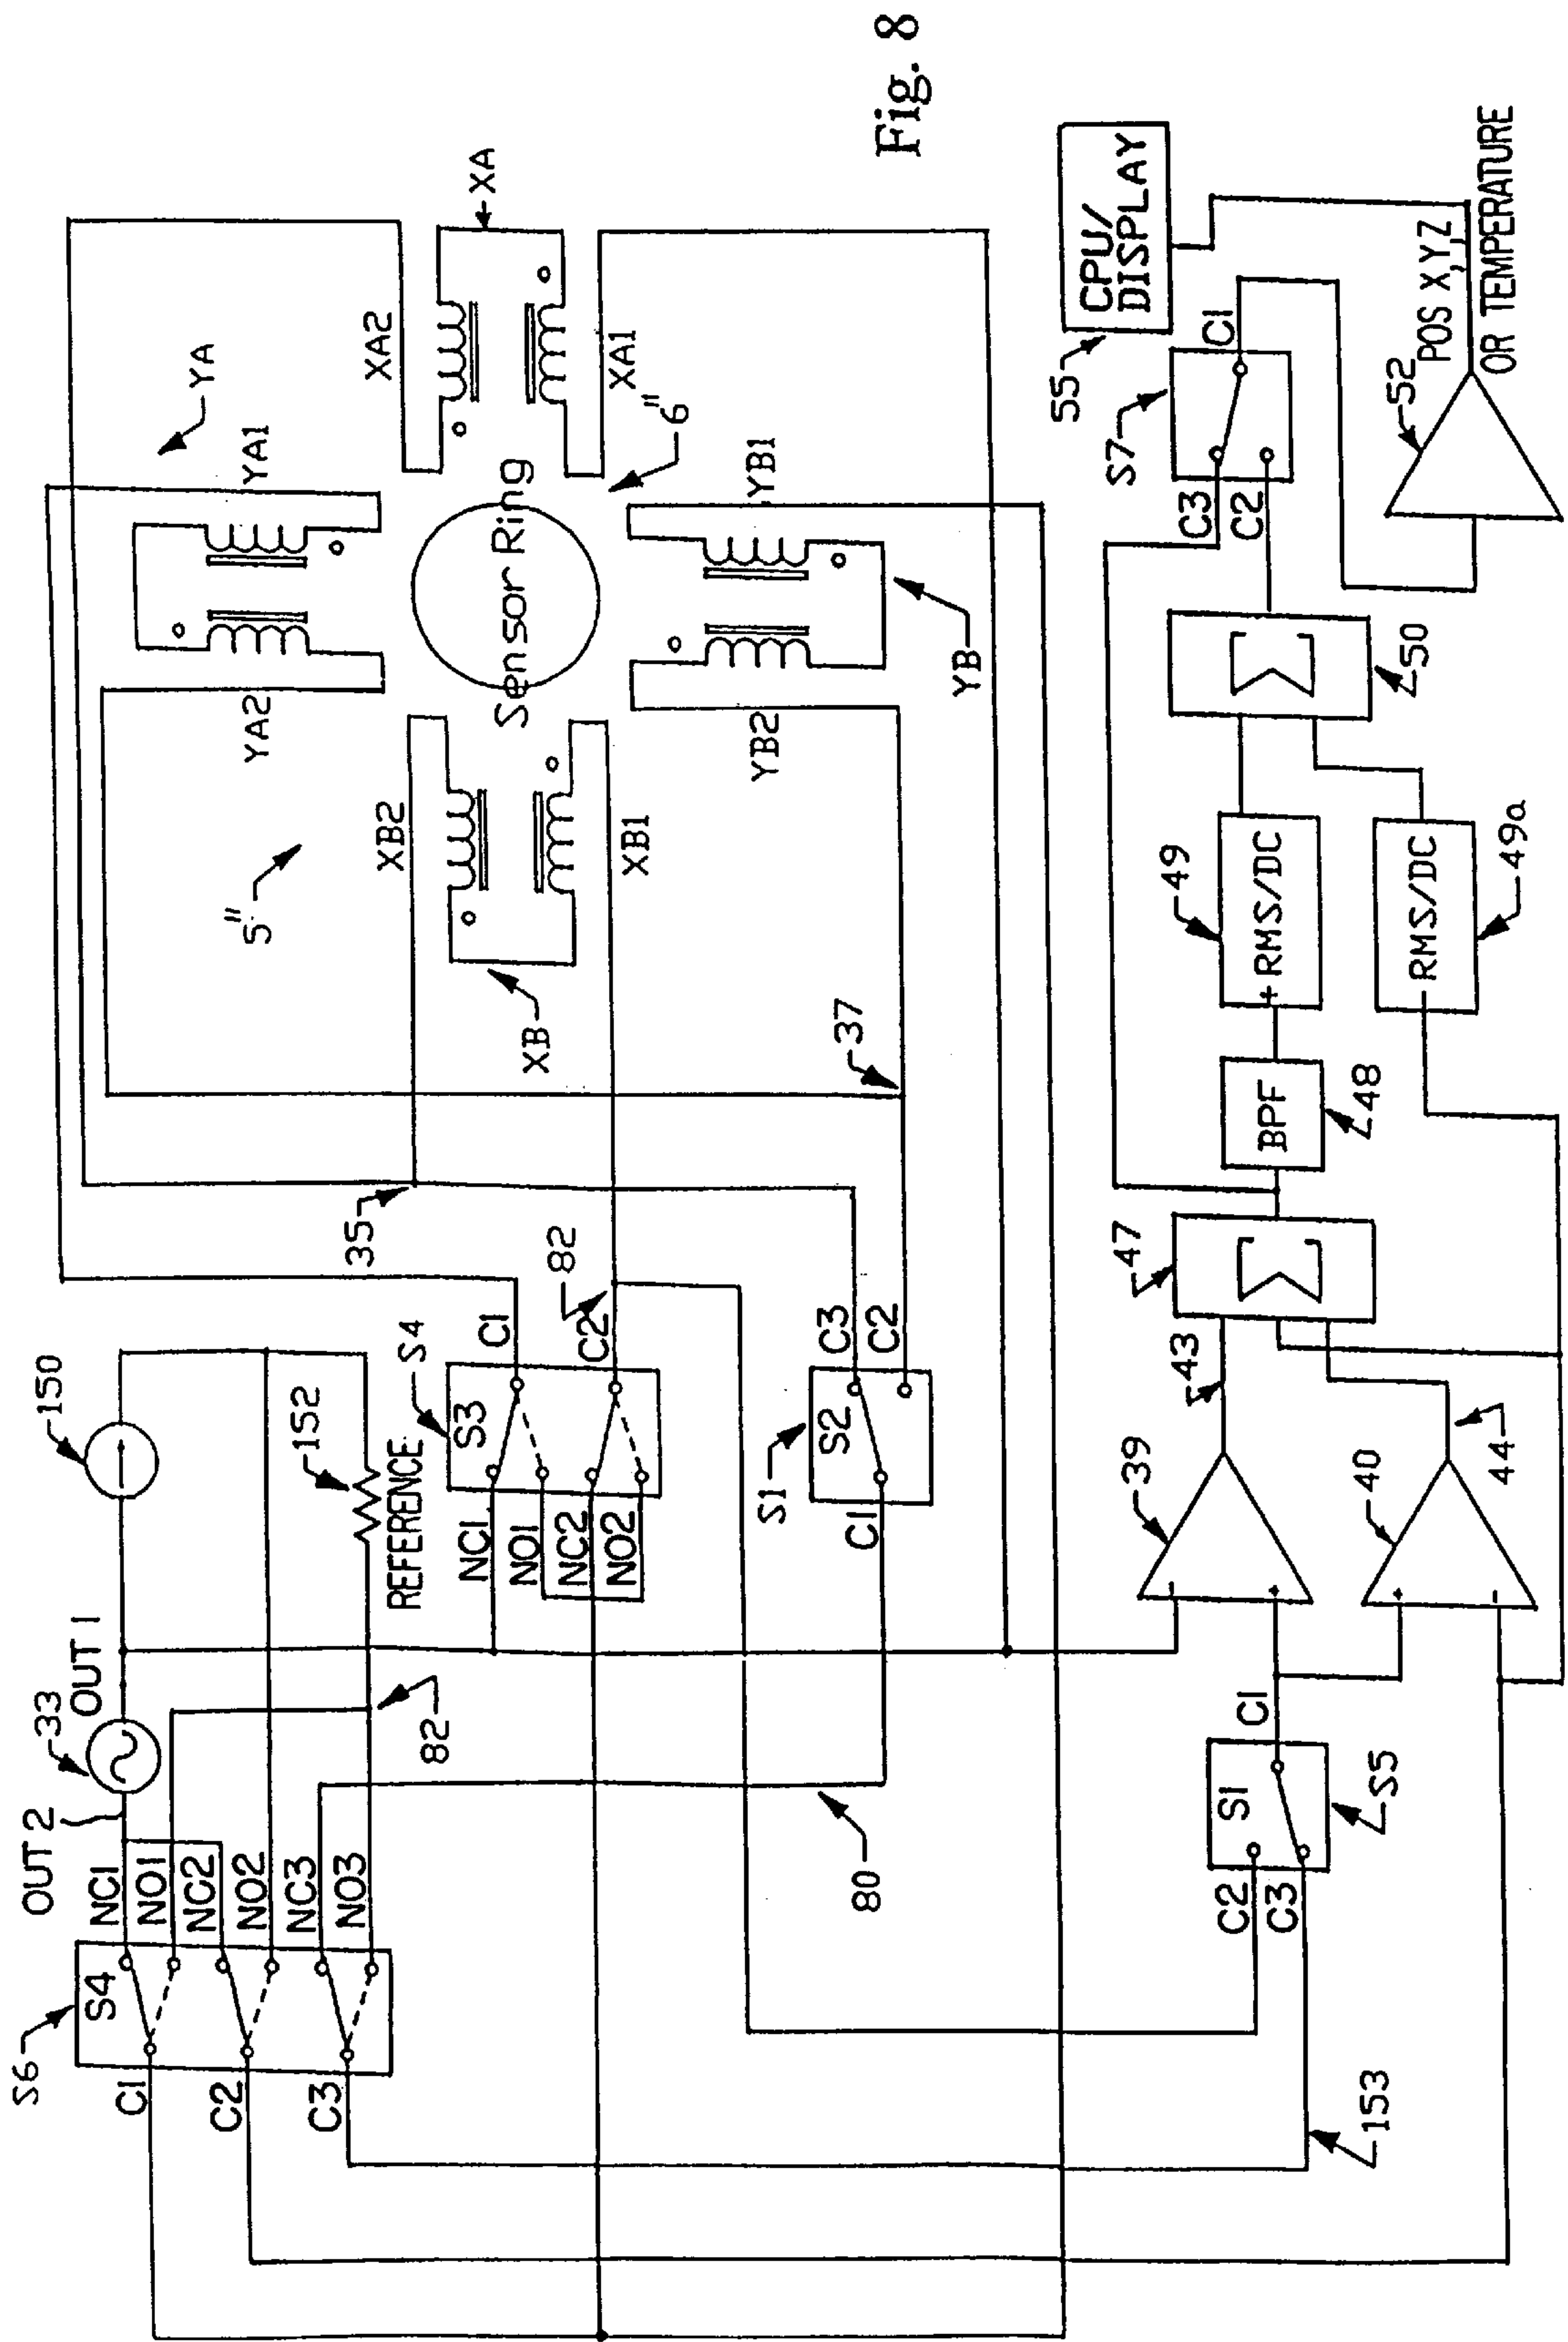 Fig. 8
S6
S4
C1
C2
C3
NC1
NO1
NC2
NO2
NC3
NO3
OUT 2
33
OUT 1
150
152
REFERENCE
82
80
S4
S3
NC1
NO1
NC2
NO2
C1
C2
82
35
S1
S2
C1
C3
C2
37
5"
YA
YA2
YA1
XA2
XA
XA1
XB2
XB
XB1
Sensor Ring
6"
YB2
YB1
YB
153
C2
C3
S1
C1
S5
39
-
+
40
+
-
43
44
47
Σ
BPF
48
49
+RMS/DC
-RMS/DC
49a
Σ
50
S7
C3
C2
C1
55
CPU/
DISPLAY
52
POS X,Y,Z
OR TEMPERATURE